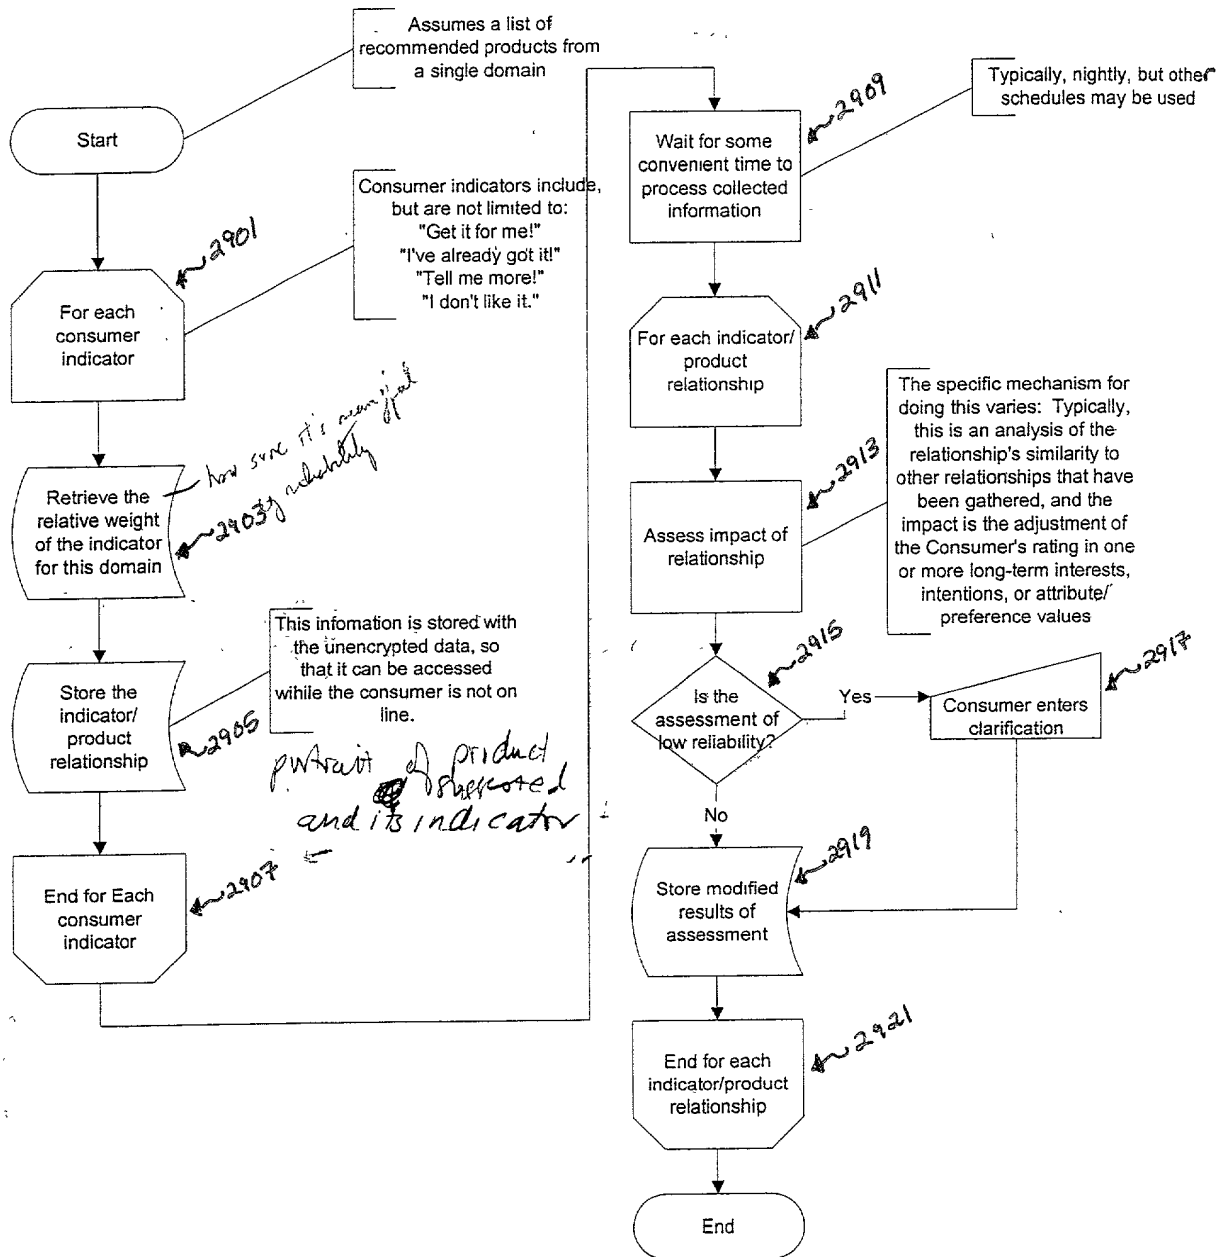 Assumes a list of
recommended products from
a single domain
Start
Consumer indicators include,
but are not limited to:
"Get it for me!"
"I've already got it!"
"Tell me more!"
"I don't like it."
2901
For each
consumer
indicator
how sure it's meaningful
reliability
Retrieve the
relative weight
of the indicator
for this domain
2903
This infomation is stored with
the unencrypted data, so
that it can be accessed
wihile the consumer is not on
line.
Store the
indicator/
product
relationship
2905
portrait of product
suggested
and its indicator
End for Each
consumer
indicator
2907
Typically, nightly, but other
schedules may be used
2909
Wait for some
convenient time to
process collected
information
2911
For each indicator/
product
relationship
The specific mechanism for
doing this varies: Typically,
this is an analysis of the
relationship's similarity to
other relationships that have
been gathered, and the
impact is the adjustment of
the Consumer's rating in one
or more long-term interests,
intentions, or attribute/
preference values
2913
Assess impact of
relationship
2915
Is the
assessment of
low reliability?
Yes
2917
Consumer enters
clarification
No
2919
Store modified
results of
assessment
2921
End for each
indicator/product
relationship
End